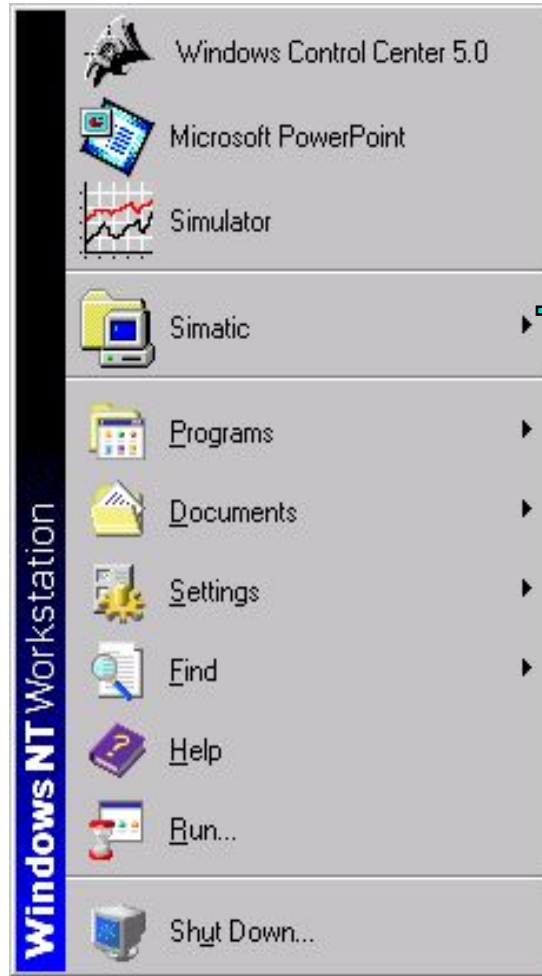 Windows Control Center 5.0
Microsoft PowerPoint
Simulator
Simatic
Programs
Documents
Settings
Find
Help
Run...
Shut Down...
Windows NT Workstation